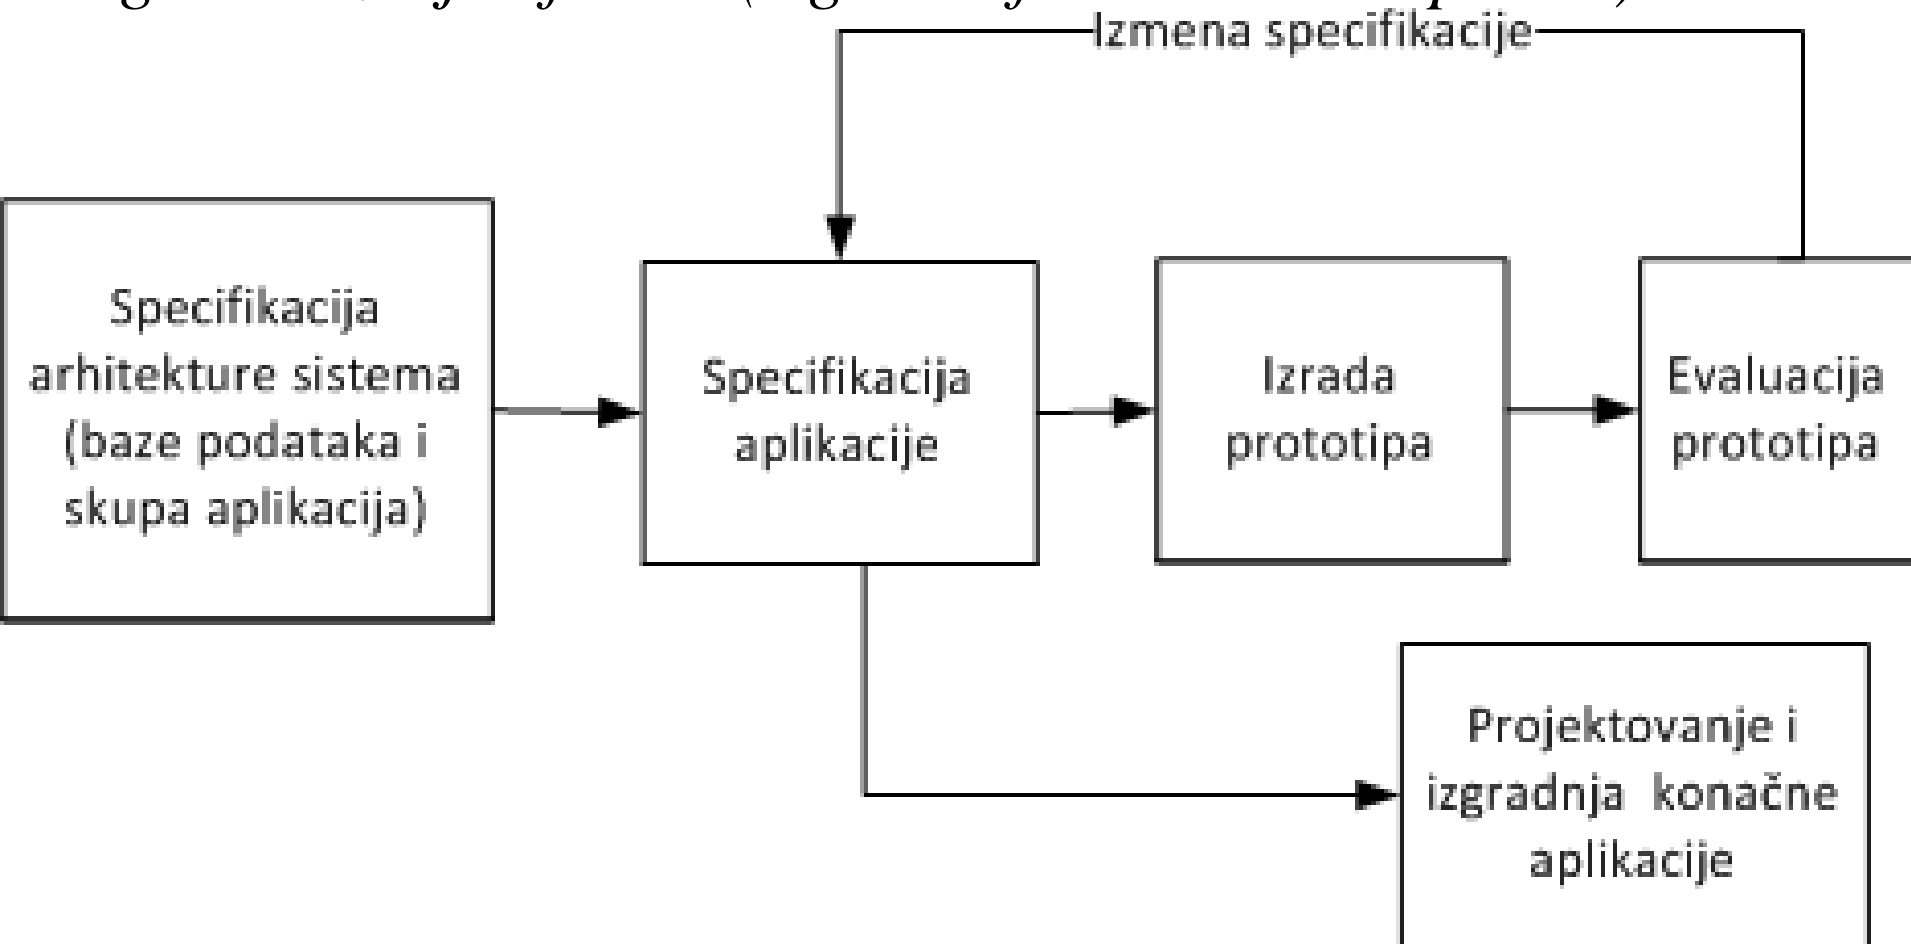 Izmena specifikacije
Specifikacija
arhitekture sistema
(baze podataka i
skupa aplikacija)
Specifikacija
aplikacije
Izrada
prototipa
Evaluacija
prototipa
Projektovanje i
izgradnja konačne
aplikacije